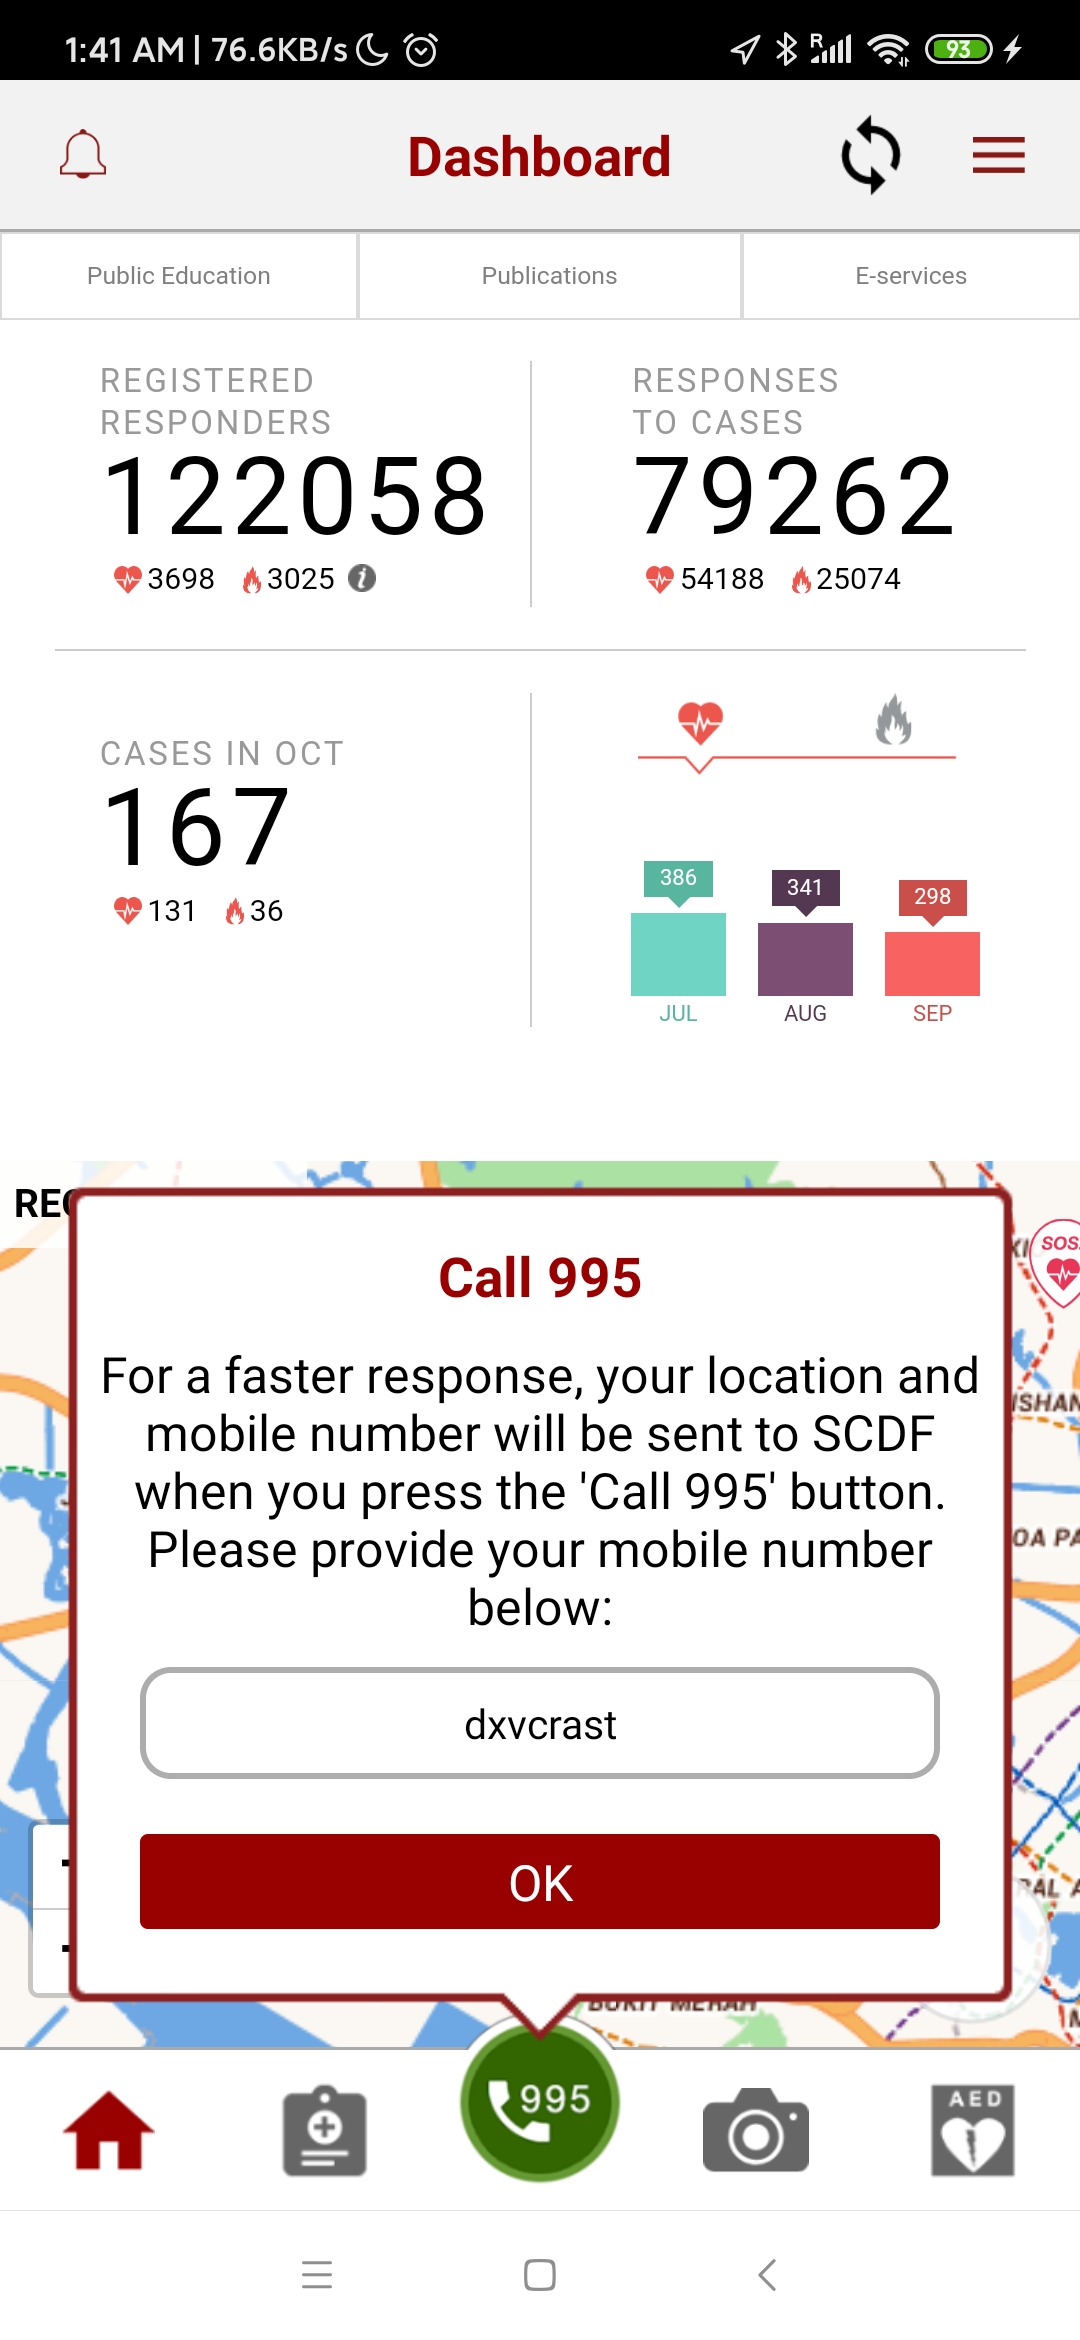 1:41 AM | 76.6KB/s
R
93
Dashboard
Public Education
Publications
E-services
REGISTERED
RESPONDERS
122058
3698 3025
RESPONSES
TO CASES
79262
54188 25074
CASES IN OCT
167
131 36
386
341
298
JUL
AUG
SEP
SOS
Call 995
For a faster response, your location and
mobile number will be sent to SCDF
when you press the 'Call 995' button.
Please provide your mobile number
below:
dxvcrast
OK
BUKIT MERAH
995
AED